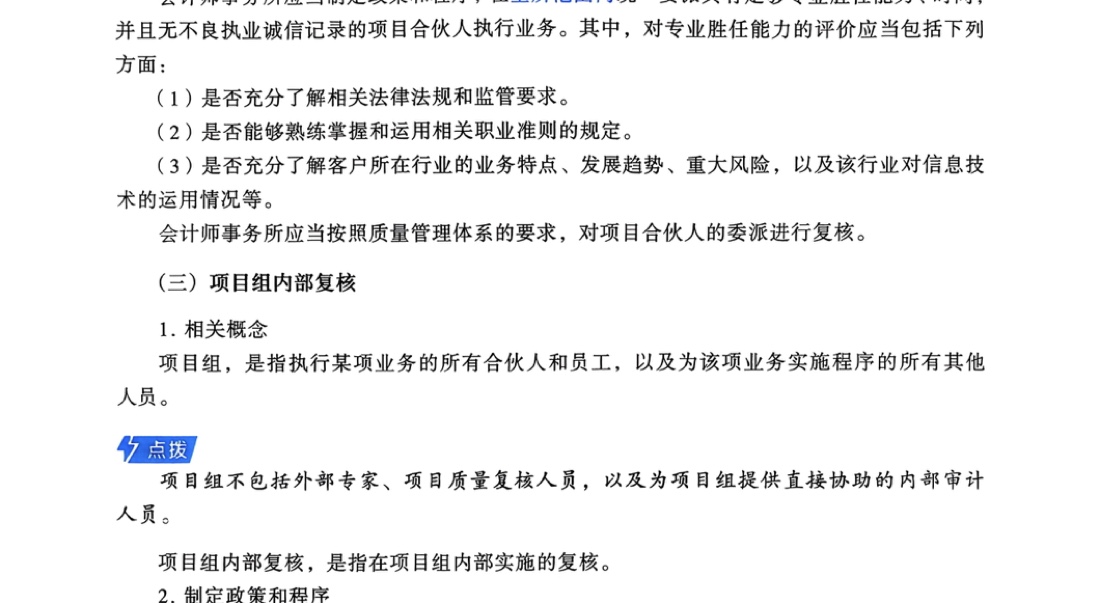 并且无不良执业诚信记录的项目合伙人执行业务。其中，对专业胜任能力的评价应当包括下列
方面：
（1）是否充分了解相关法律法规和监管要求。
（2）是否能够熟练掌握和运用相关职业准则的规定。
（3）是否充分了解客户所在行业的业务特点、发展趋势、重大风险，以及该行业对信息技
术的运用情况等。
会计师事务所应当按照质量管理体系的要求，对项目合伙人的委派进行复核。
（三）项目组内部复核
1. 相关概念
项目组，是指执行某项业务的所有合伙人和员工，以及为该项业务实施程序的所有其他
人员。
点拨
项目组不包括外部专家、项目质量复核人员，以及为项目组提供直接协助的内部审计
人员。
项目组内部复核，是指在项目组内部实施的复核。
2. 制定政策和程序